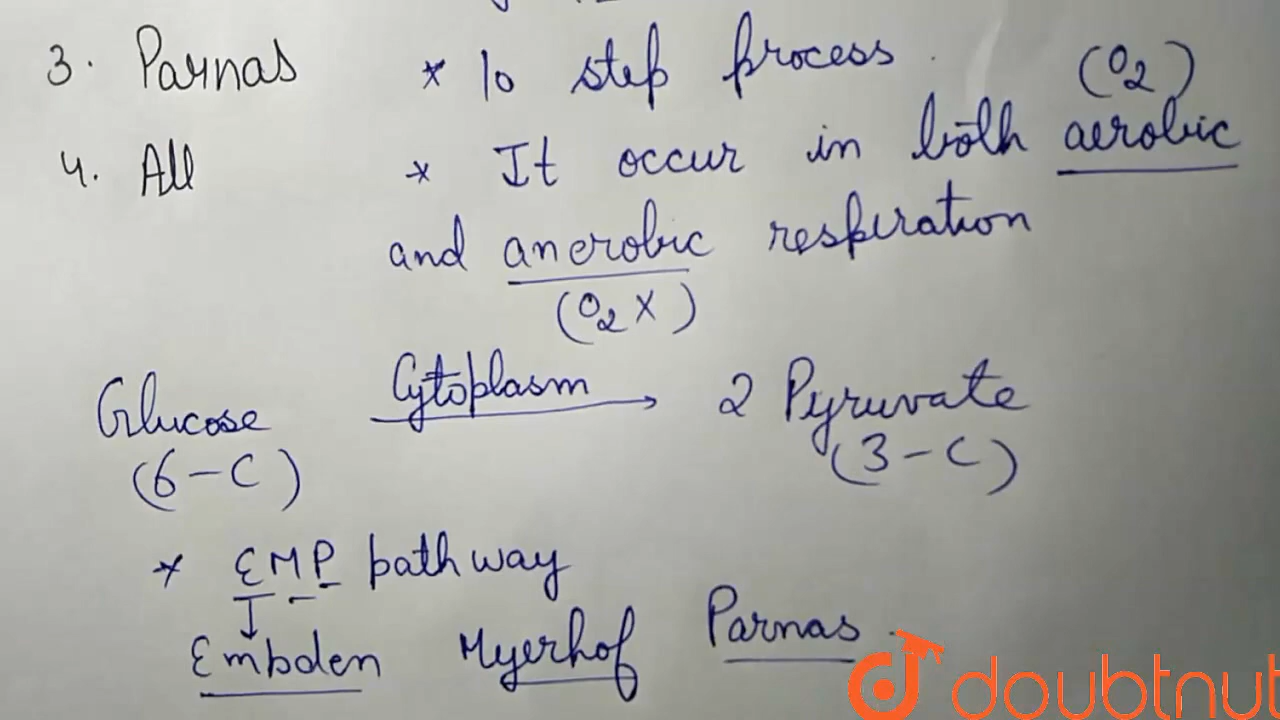 3. Parnas * 10 step process. (O2)
4. All * It occur in both aerobic
and anerobic respiration
(O2 X)
Glucose Cytoplasm → 2 Pyruvate
(6-C) (3-C)
* EMP pathway
Embden Myerhof Parnas.
doubtnut